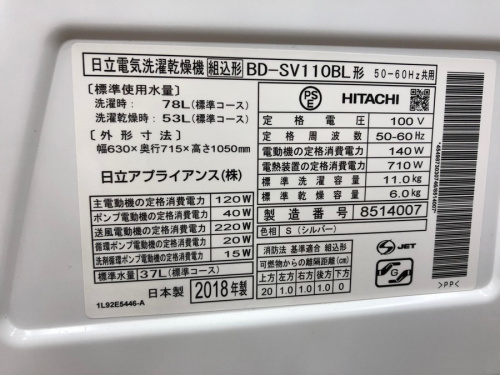 日立電気洗濯乾燥機 組込形 BD-SV110BL形 50-60Hz共用
〔標準使用水量〕
洗濯時： 78L(標準コース)
洗濯乾燥時：53L(標準コース)
〔外形寸法〕
幅630×奥行715×高さ1050mm
日立アプライアンス(株)
主電動機の定格消費電力 120W
ポンプ電動機の定格消費電力 40W
送風電動機の定格消費電力 220W
循環ポンプ電動機の定格消費電力 20W
洗剤循環ポンプ電動機の定格消費電力 15W
標準水量 37L(標準コース)
日本製 2018年製
1L92E5446-A
PSE HITACHI
定格電圧 100V
定格周波数 50-60Hz
電動機の定格消費電力 140W
電熱装置の定格消費電力 710W
標準洗濯容量 11.0kg
標準乾燥容量 6.0kg
製造番号 8514007
色相 S (シルバー)
消防法 基準適合 組込形
可燃物からの離隔距離(cm)
上方 左方 右方 前方 後方 下方
20 1.0 1.0 1.0 1.0 0
S JET
G
>PP<